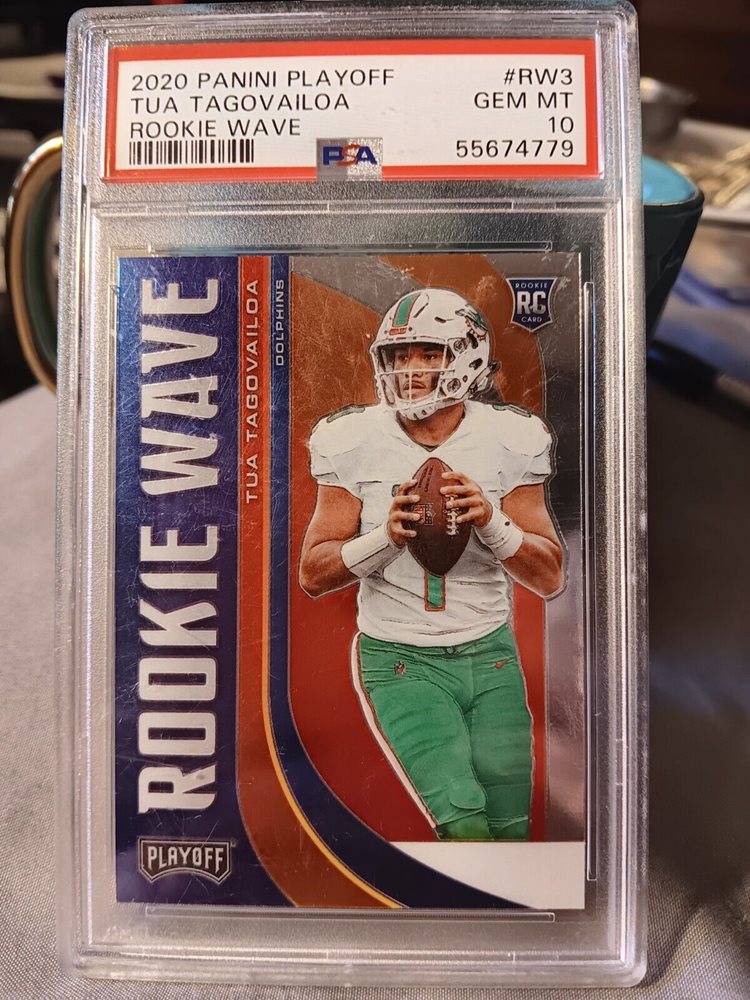 2020 PANINI PLAYOFF #RW3
TUA TAGOVAILOA GEM MT
ROOKIE WAVE 10
PSA 55674779
ROOKIE WAVE
TUA TAGOVAILOA
DOLPHINS
ROOKIE
RC
CARD
1
PLAYOFF